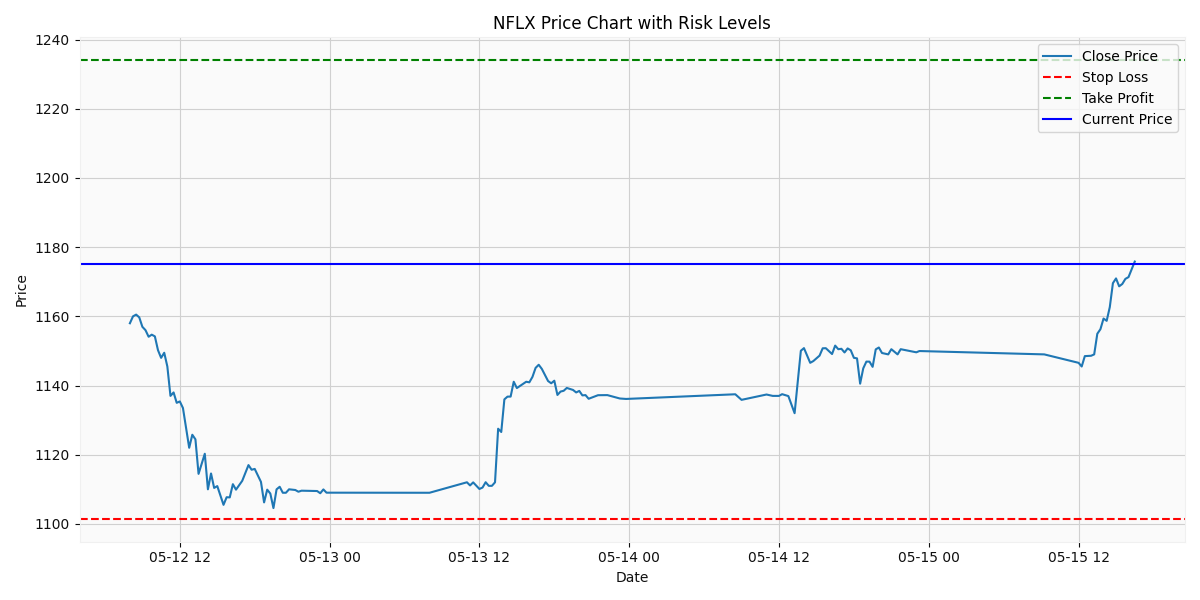 NFLX Price Chart with Risk Levels
1240
1220
1200
1180
1160
1140
1120
1100
Price
Close Price
Stop Loss
Take Profit
Current Price
05-12 12
05-13 00
05-13 12
05-14 00
05-14 12
05-15 00
05-15 12
Date